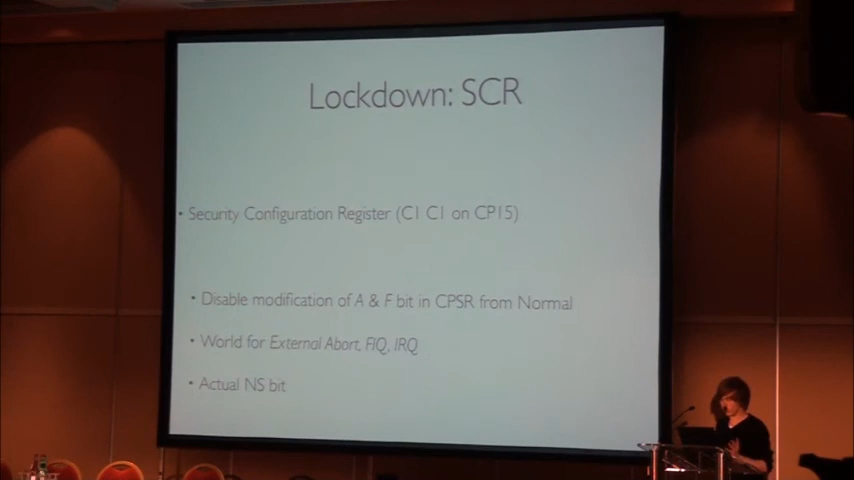 Lockdown: SCR
• Security Configuration Register (C1 C1 on CP15)
• Disable modification of A & F bit in CPSR from Normal
• World for External Abort, FIQ, IRQ
• Actual NS bit